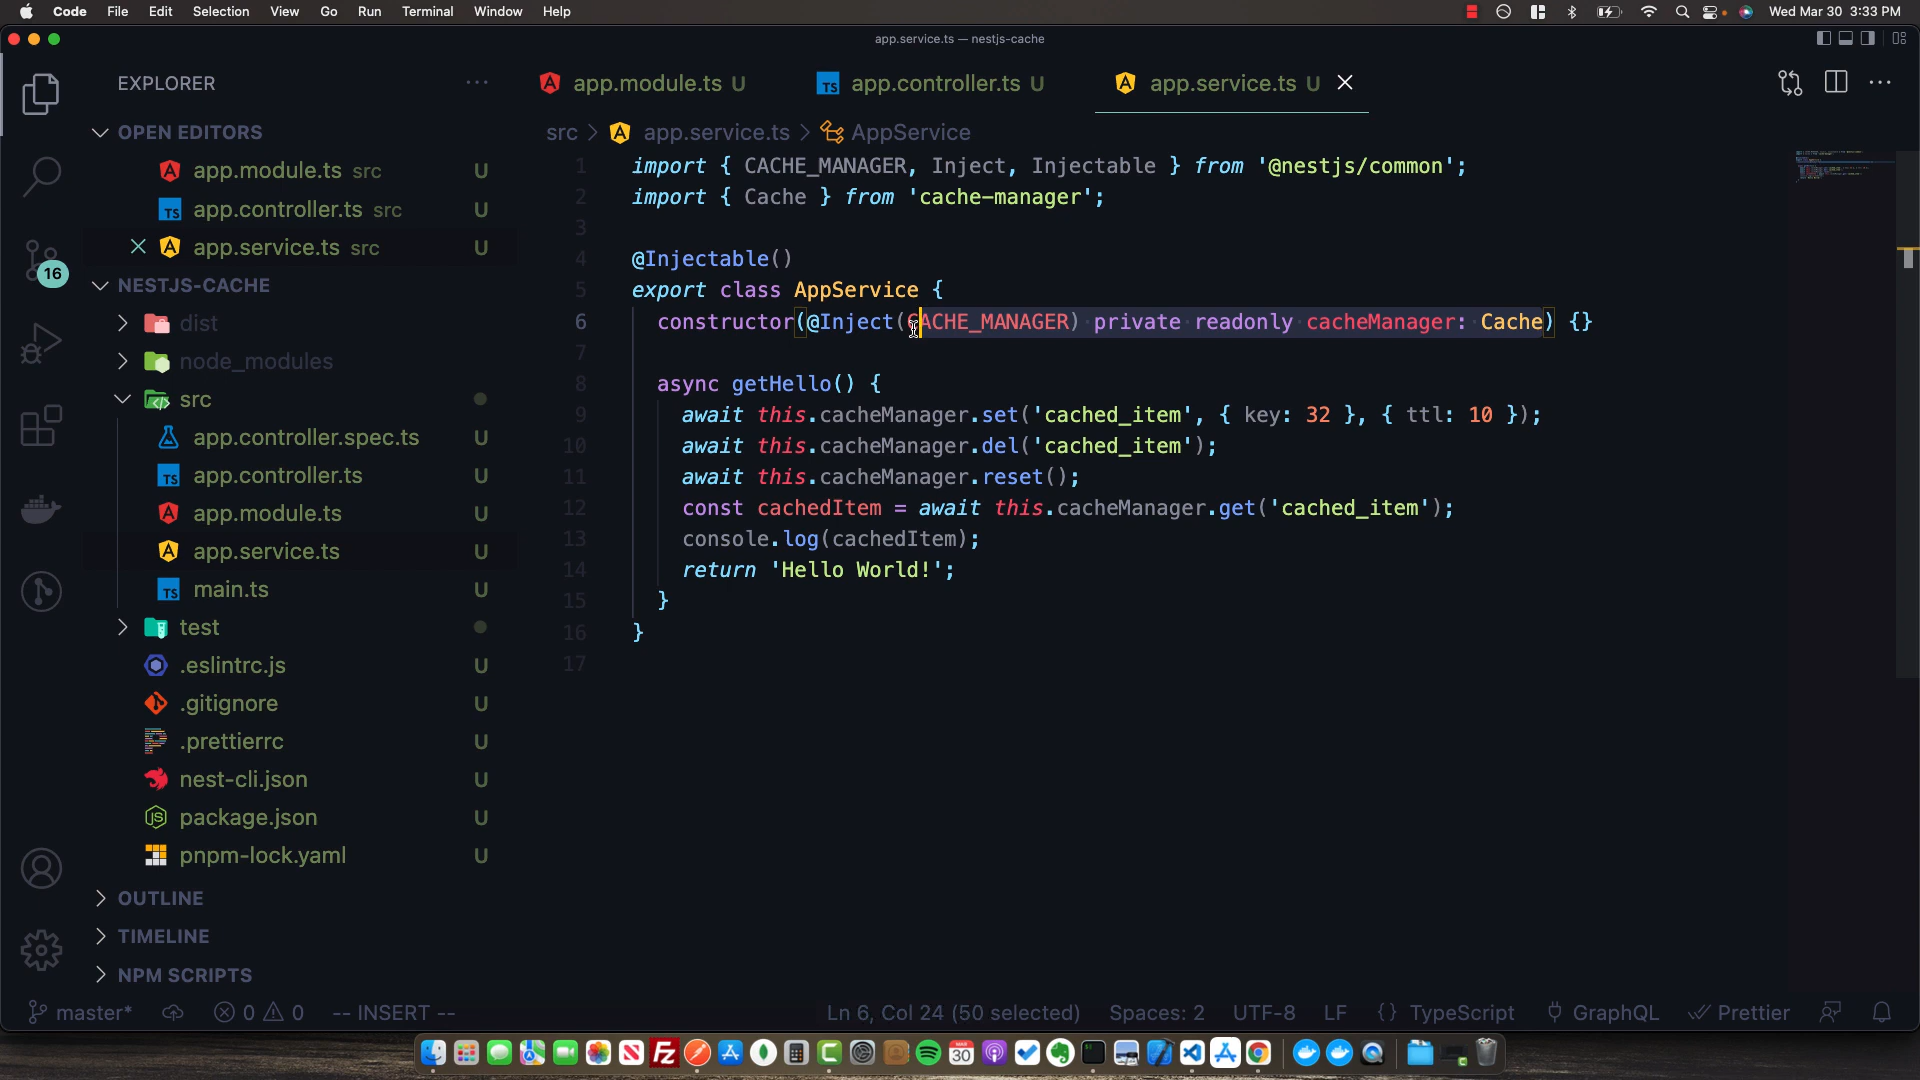 Code File Edit Selection View Go Run Terminal Window Help Wed Mar 30 3:33 PM
app.service.ts — nestjs-cache
EXPLORER
app.module.ts U app.controller.ts U app.service.ts U
OPEN EDITORS
src > app.service.ts > AppService
app.module.ts src U
app.controller.ts src U
app.service.ts src U
16
NESTJS-CACHE
dist
node_modules
src
app.controller.spec.ts U
app.controller.ts U
app.module.ts U
app.service.ts U
main.ts U
test
.eslintrc.js U
.gitignore U
.prettierrc U
nest-cli.json U
package.json U
pnpm-lock.yaml U
OUTLINE
TIMELINE
NPM SCRIPTS
1 import { CACHE_MANAGER, Inject, Injectable } from '@nestjs/common';
2 import { Cache } from 'cache-manager';
3
4 @Injectable()
5 export class AppService {
6 constructor(@Inject(CACHE_MANAGER) private readonly cacheManager: Cache) {}
7
8 async getHello() {
9 await this.cacheManager.set('cached_item', { key: 32 }, { ttl: 10 });
10 await this.cacheManager.del('cached_item');
11 await this.cacheManager.reset();
12 const cachedItem = await this.cacheManager.get('cached_item');
13 console.log(cachedItem);
14 return 'Hello World!';
15 }
16 }
17
master* 0 0 -- INSERT -- Ln 6, Col 24 (50 selected) Spaces: 2 UTF-8 LF {} TypeScript GraphQL Prettier
30